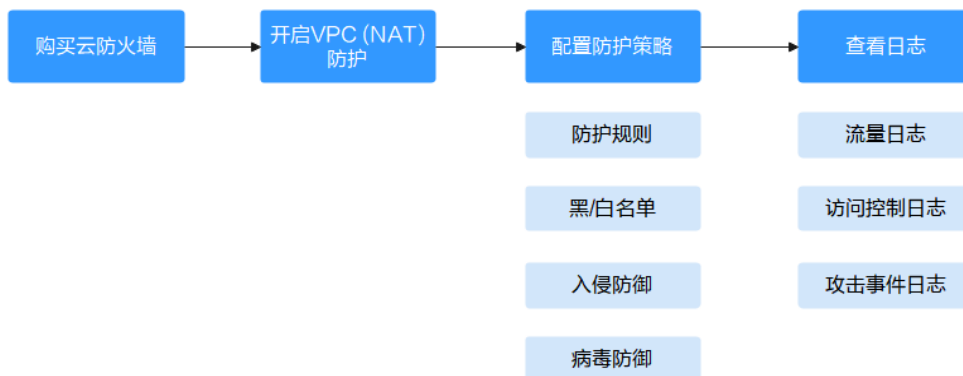 购买云防火墙
开启VPC (NAT)
防护
配置防护策略
查看日志
防护规则
流量日志
黑/白名单
访问控制日志
入侵防御
攻击事件日志
病毒防御